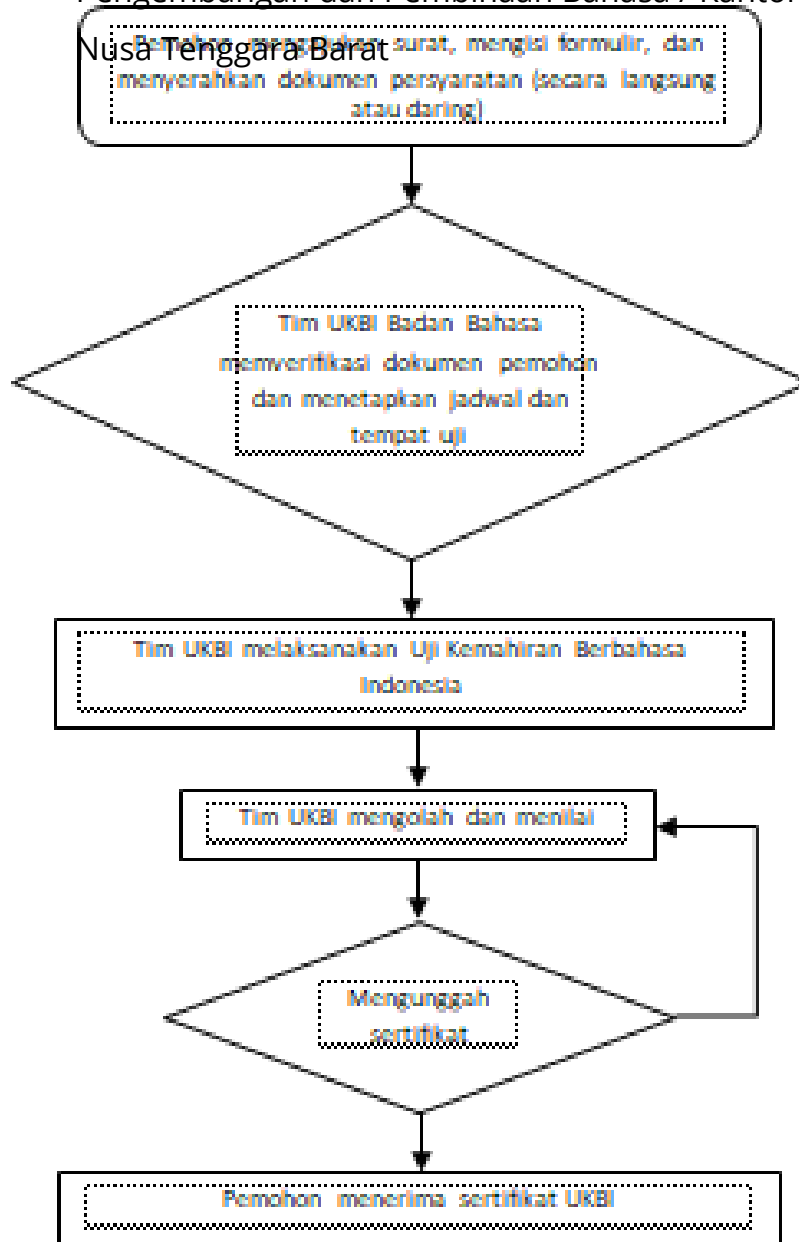 Pengembangan dan Pembinaan Bahasa / Kantor
Nusa Tenggara Barat
Pemohon mengajukan surat, mengisi formulir, dan
menyerahkan dokumen persyaratan (secara langsung
atau daring)
Tim UKBI Badan Bahasa
memverifikasi dokumen pemohon
dan menetapkan jadwal dan
tempat uji
Tim UKBI melaksanakan Uji Kemahiran Berbahasa
Indonesia
Tim UKBI mengolah dan menilai
Mengunggah
sertifikat
Pemohon menerima sertifikat UKBI